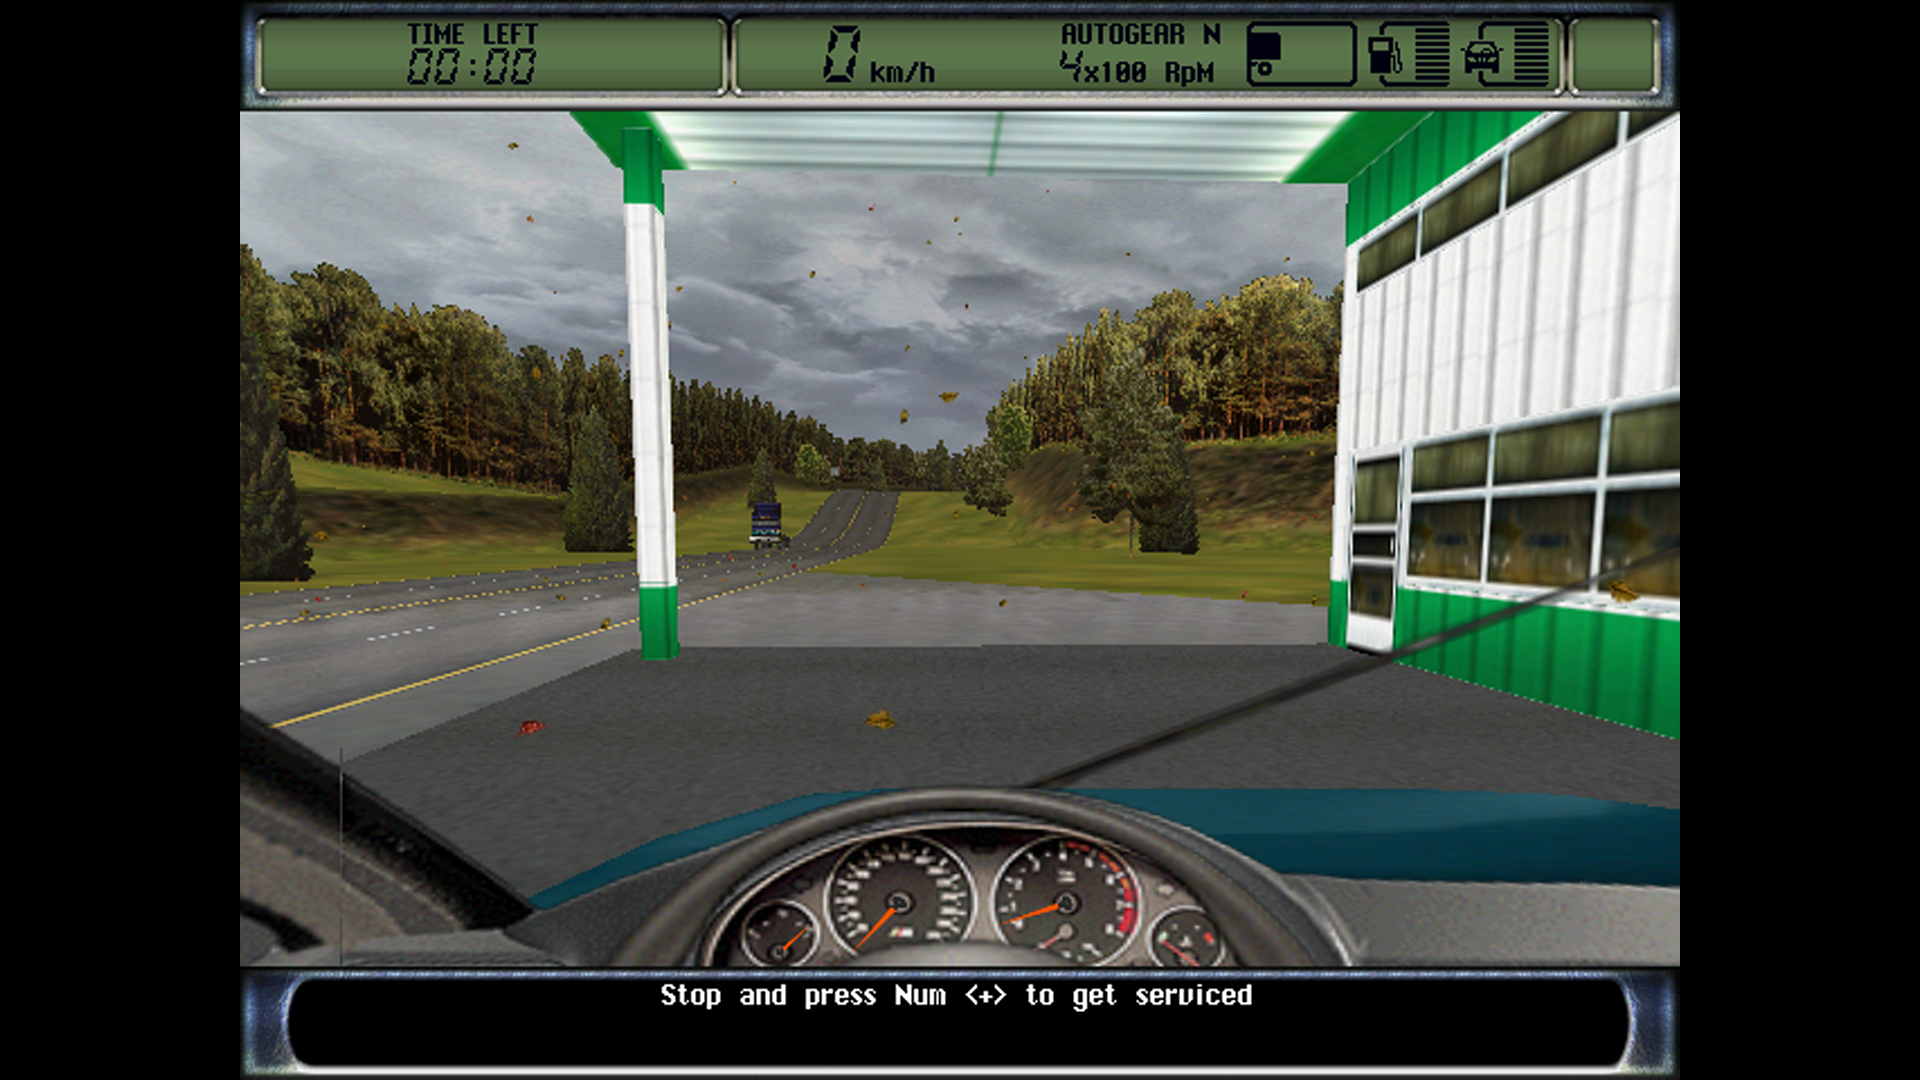 TIME LEFT
00:00
0 km/h
AUTOGEAR N
4x100 RpM
Stop and press Num <+> to get serviced